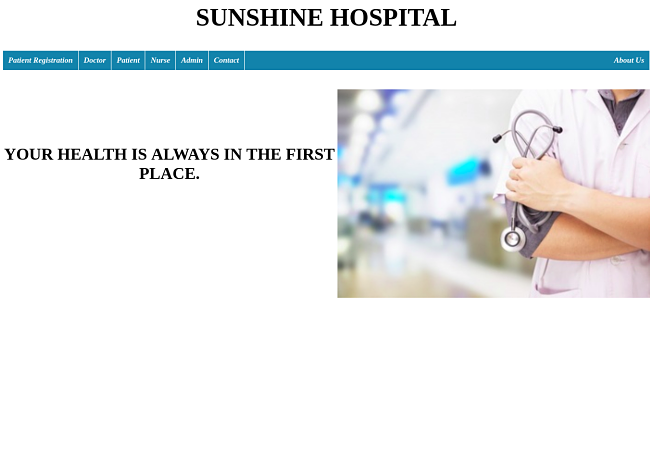 SUNSHINE HOSPITAL
Patient Registration Doctor Patient Nurse Admin Contact About Us
YOUR HEALTH IS ALWAYS IN THE FIRST
PLACE.